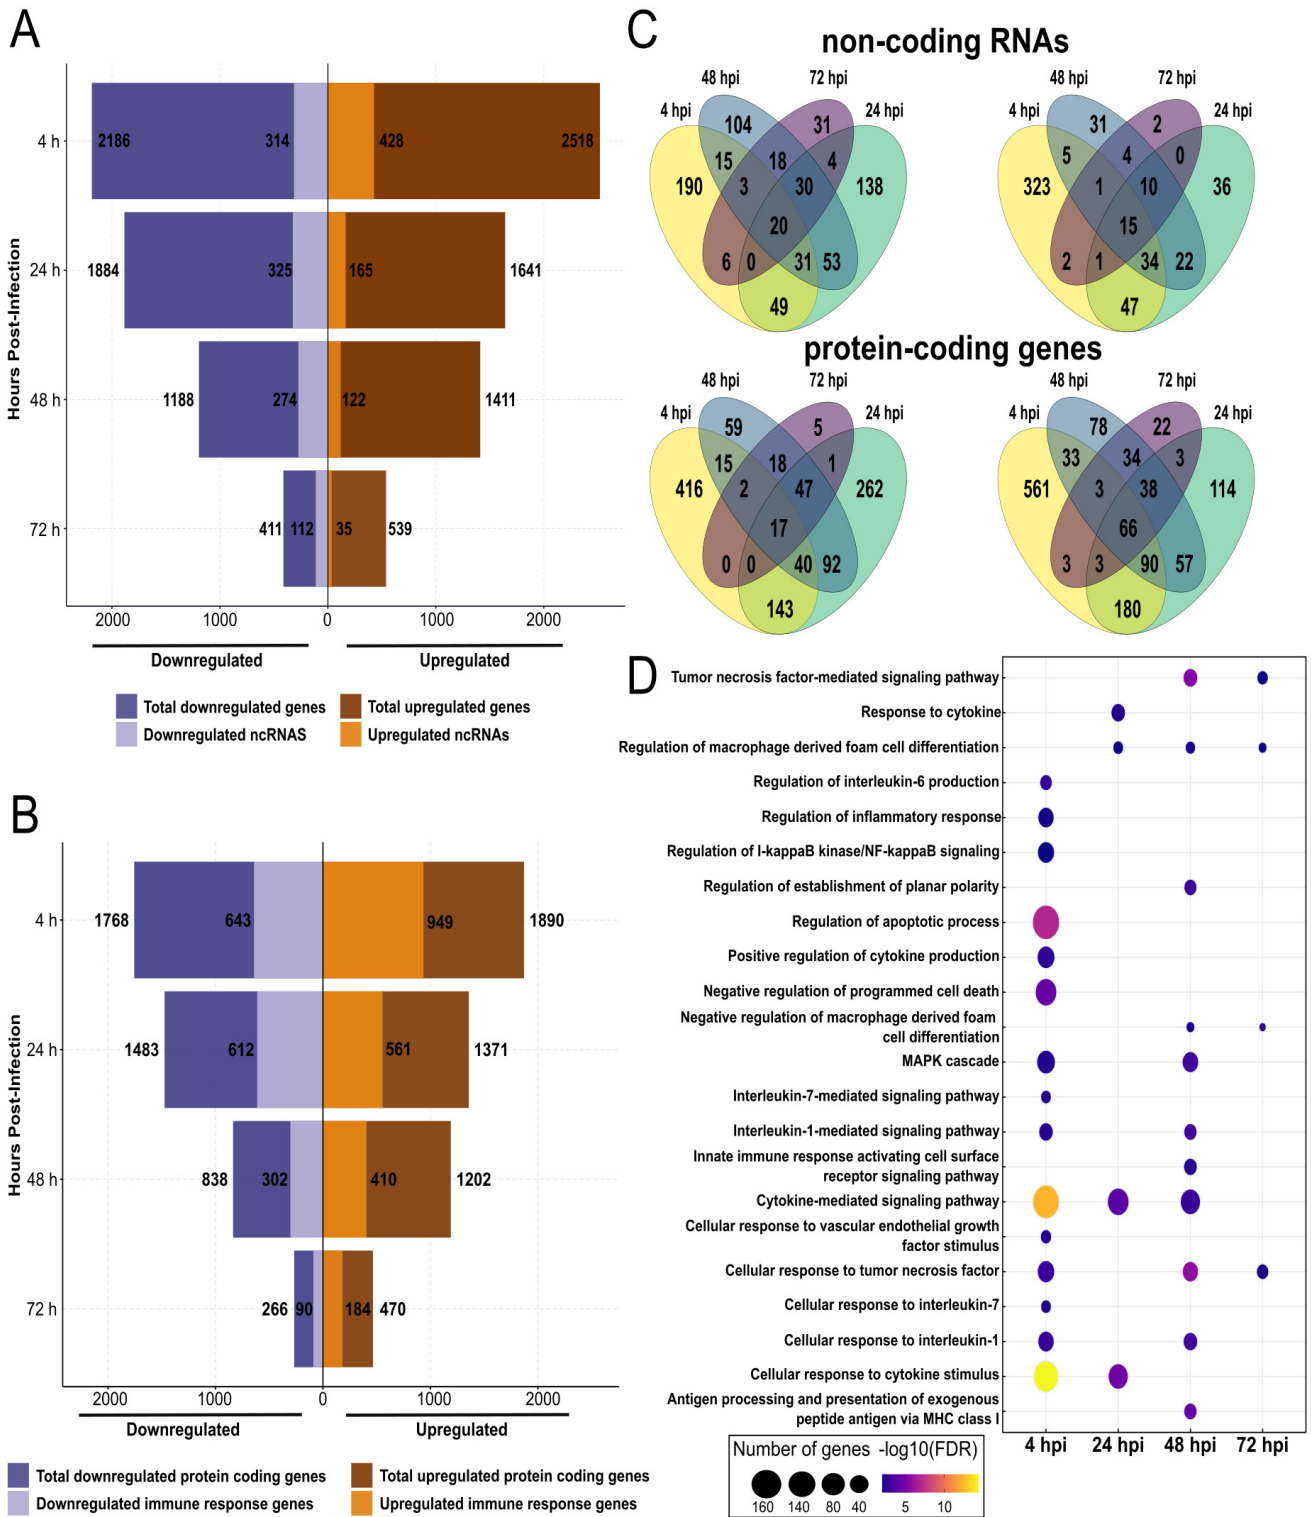 A
2186 314 428 2518
4 h
1884 325 165 1641
24 h
1188 274 122 1411
48 h
411 112 35 539
72 h
Hours Post-Infection
2000 1000 0 1000 2000
Downregulated Upregulated
Total downregulated genes Total upregulated genes
Downregulated ncRNAS Upregulated ncRNAs
B
1768 643 949 1890
4 h
1483 612 561 1371
24 h
838 302 410 1202
48 h
266 90 184 470
72 h
Hours Post-Infection
2000 1000 0 1000 2000
Downregulated Upregulated
Total downregulated protein coding genes Total upregulated protein coding genes
Downregulated immune response genes Upregulated immune response genes
C
non-coding RNAs
48 hpi 72 hpi
4 hpi 24 hpi
104 31
15 18 4
190 3 30 138
20
6 0 31 53
49
48 hpi 72 hpi
4 hpi 24 hpi
31 2
5 4 0
323 1 10 36
15
2 1 34 22
47
protein-coding genes
48 hpi 72 hpi
4 hpi 24 hpi
59 5
15 18 1
416 2 47 262
17
0 0 40 92
143
48 hpi 72 hpi
4 hpi 24 hpi
78 22
33 34 3
561 3 38 114
66
3 3 90 57
180
D
Tumor necrosis factor-mediated signaling pathway
Response to cytokine
Regulation of macrophage derived foam cell differentiation
Regulation of interleukin-6 production
Regulation of inflammatory response
Regulation of I-kappaB kinase/NF-kappaB signaling
Regulation of establishment of planar polarity
Regulation of apoptotic process
Positive regulation of cytokine production
Negative regulation of programmed cell death
Negative regulation of macrophage derived foam
cell differentiation
MAPK cascade
Interleukin-7-mediated signaling pathway
Interleukin-1-mediated signaling pathway
Innate immune response activating cell surface
receptor signaling pathway
Cytokine-mediated signaling pathway
Cellular response to vascular endothelial growth
factor stimulus
Cellular response to tumor necrosis factor
Cellular response to interleukin-7
Cellular response to interleukin-1
Cellular response to cytokine stimulus
Antigen processing and presentation of exogenous
peptide antigen via MHC class I
4 hpi 24 hpi 48 hpi 72 hpi
Number of genes -log10(FDR)
160 140 80 40 5 10